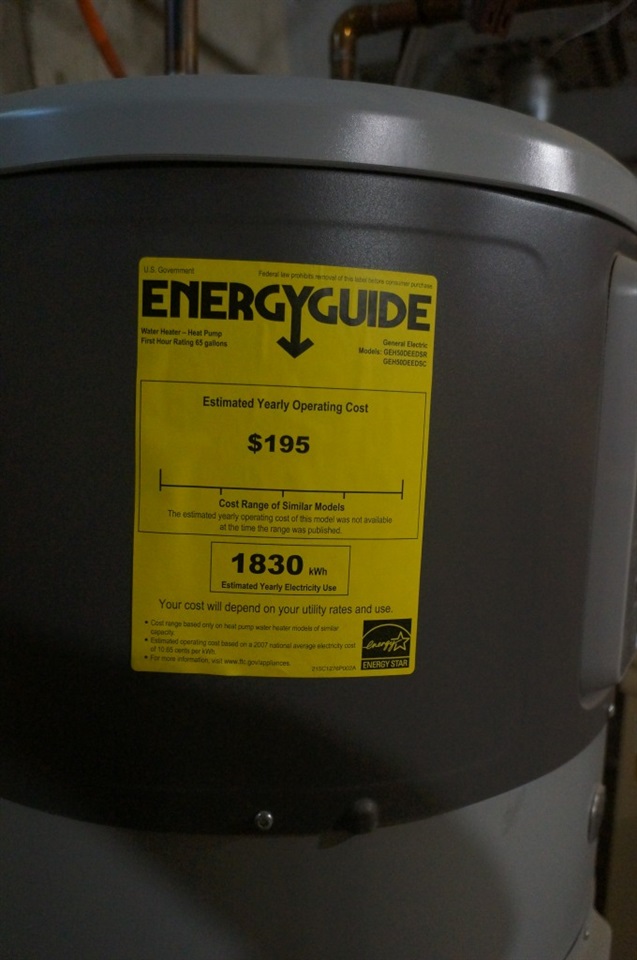 U.S. Government
Federal law prohibits removal of this label before consumer purchase
ENERGYGUIDE
Water Heater – Heat Pump
First Hour Rating 65 gallons
General Electric
Models: GEH50DEEDSR
GEH50DEEDSC
Estimated Yearly Operating Cost
$195
Cost Range of Similar Models
The estimated yearly operating cost of this model was not available
at the time the range was published.
1830 kWh
Estimated Yearly Electricity Use
Your cost will depend on your utility rates and use.
• Cost range based only on heat pump water heater models of similar
capacity.
• Estimated operating cost based on a 2007 national average electricity cost
of 10.65 cents per kWh.
• For more information, visit www.ftc.gov/appliances.
energy
ENERGY STAR